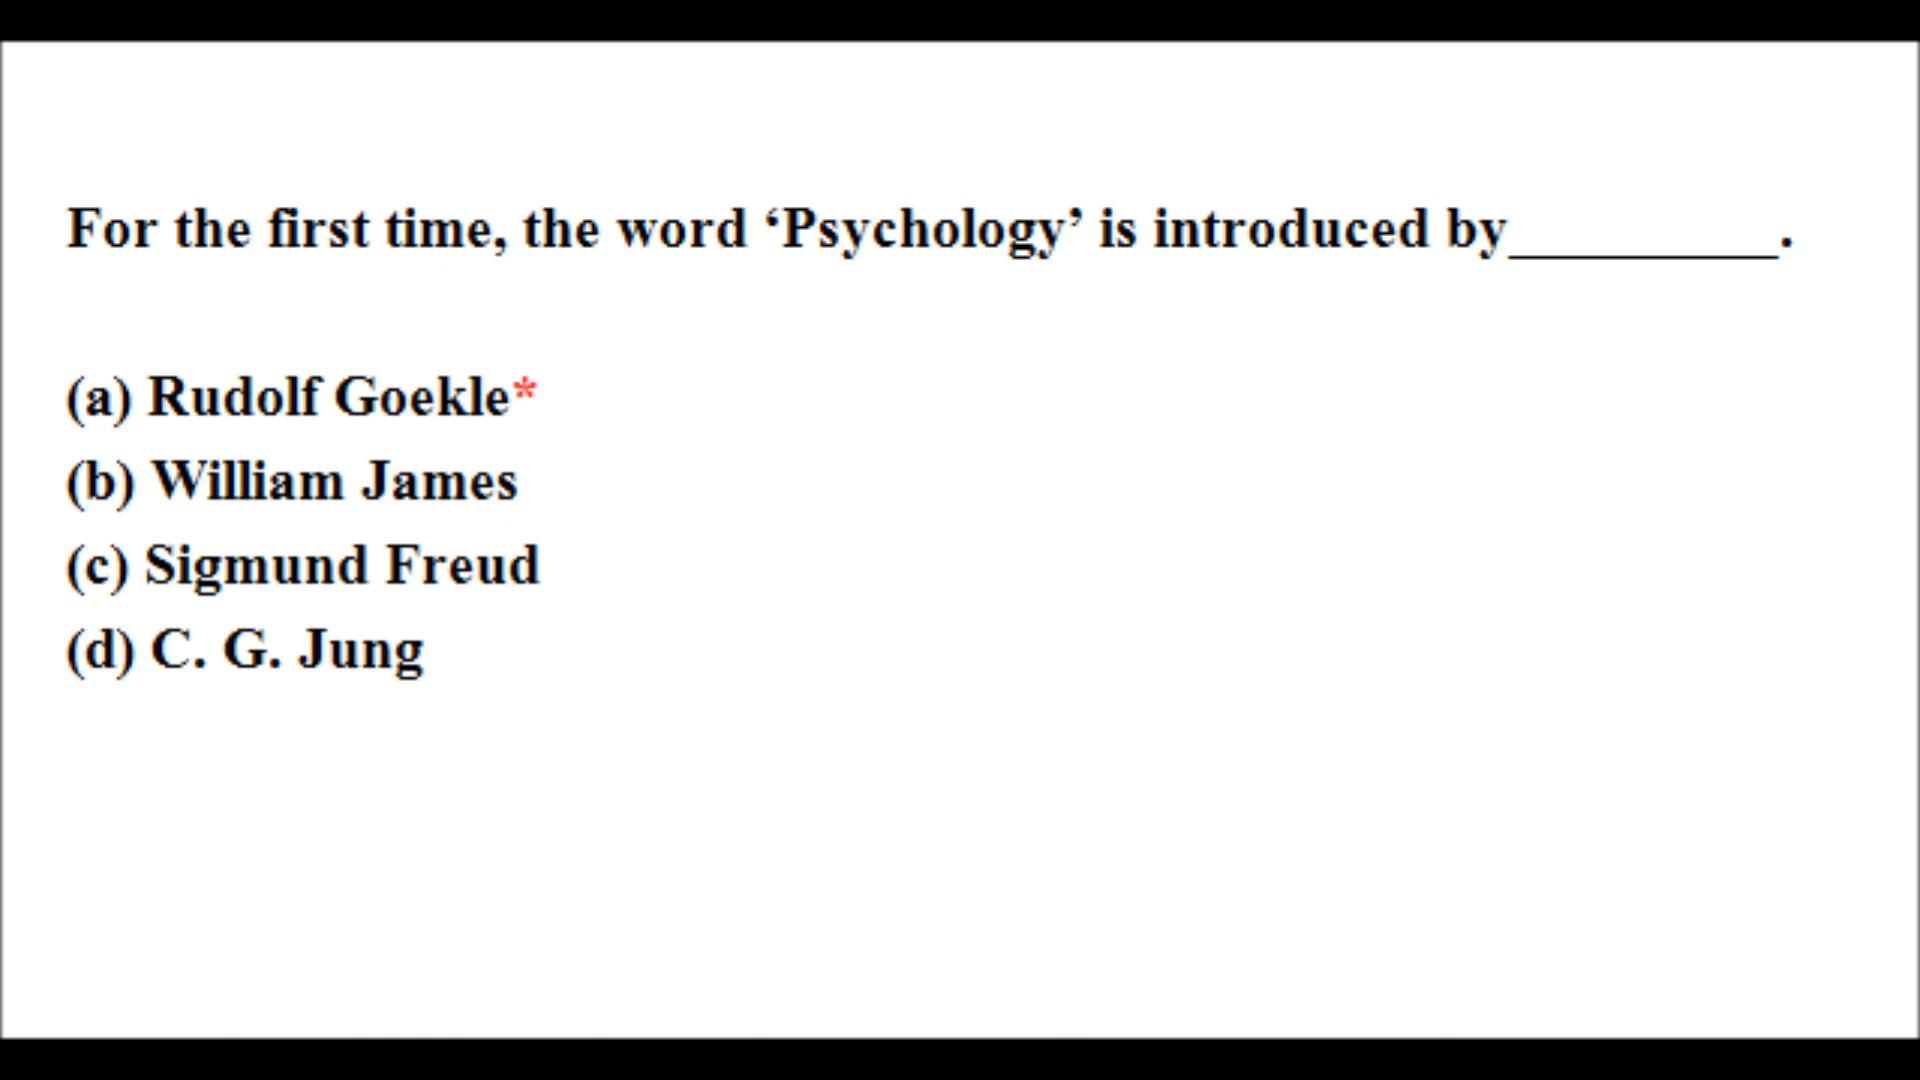 For the first time, the word ‘Psychology’ is introduced by__________.
(a) Rudolf Goekle*
(b) William James
(c) Sigmund Freud
(d) C. G. Jung